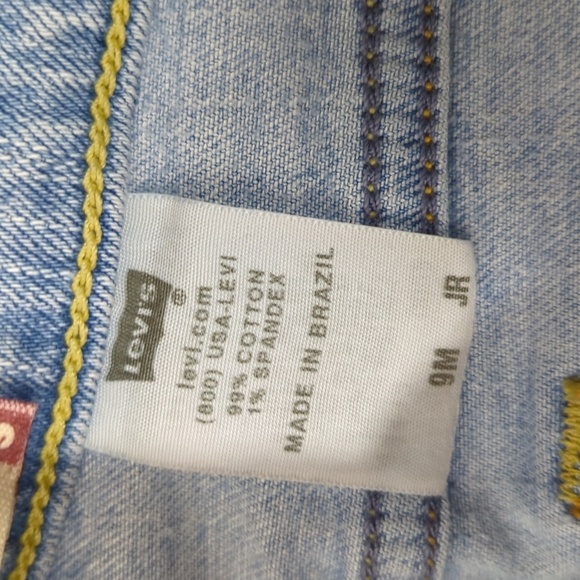 LEVI'S®
levi.com
(800) USA-LEVI
99% COTTON
1% SPANDEX
MADE IN BRAZIL
9M JR